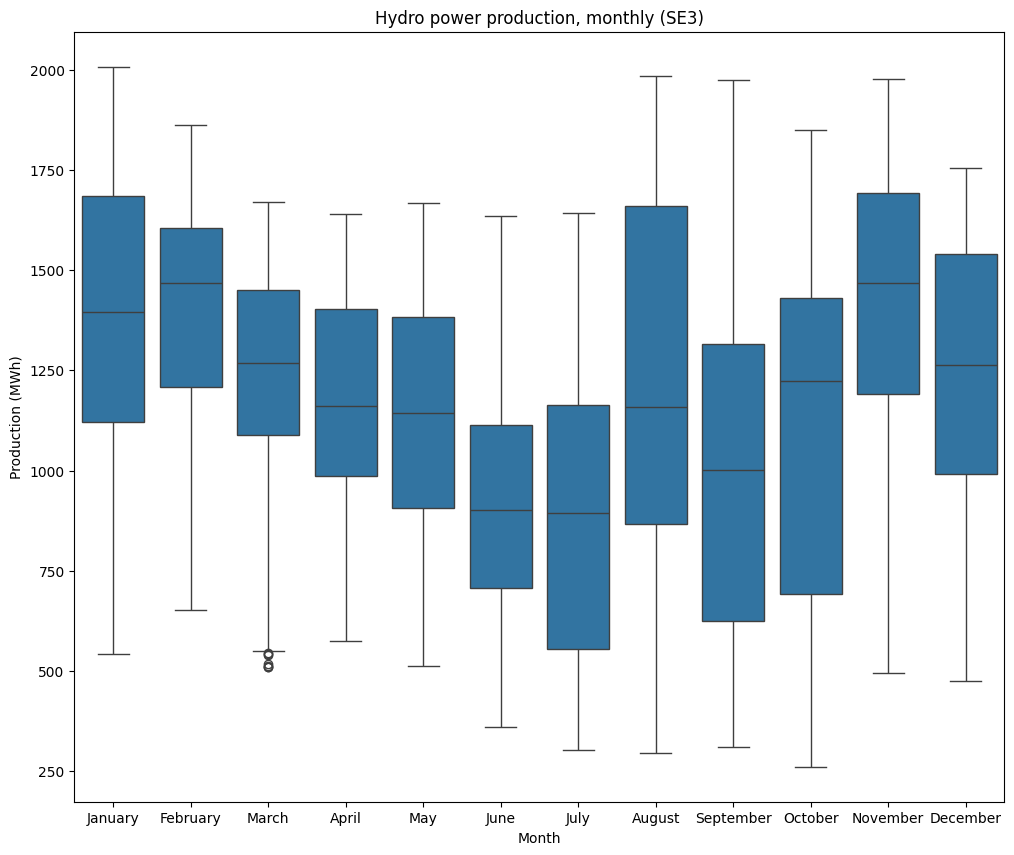 Hydro power production, monthly (SE3)
Production (MWh)
2000
1750
1500
1250
1000
750
500
250
January February March April May June July August September October November December
Month